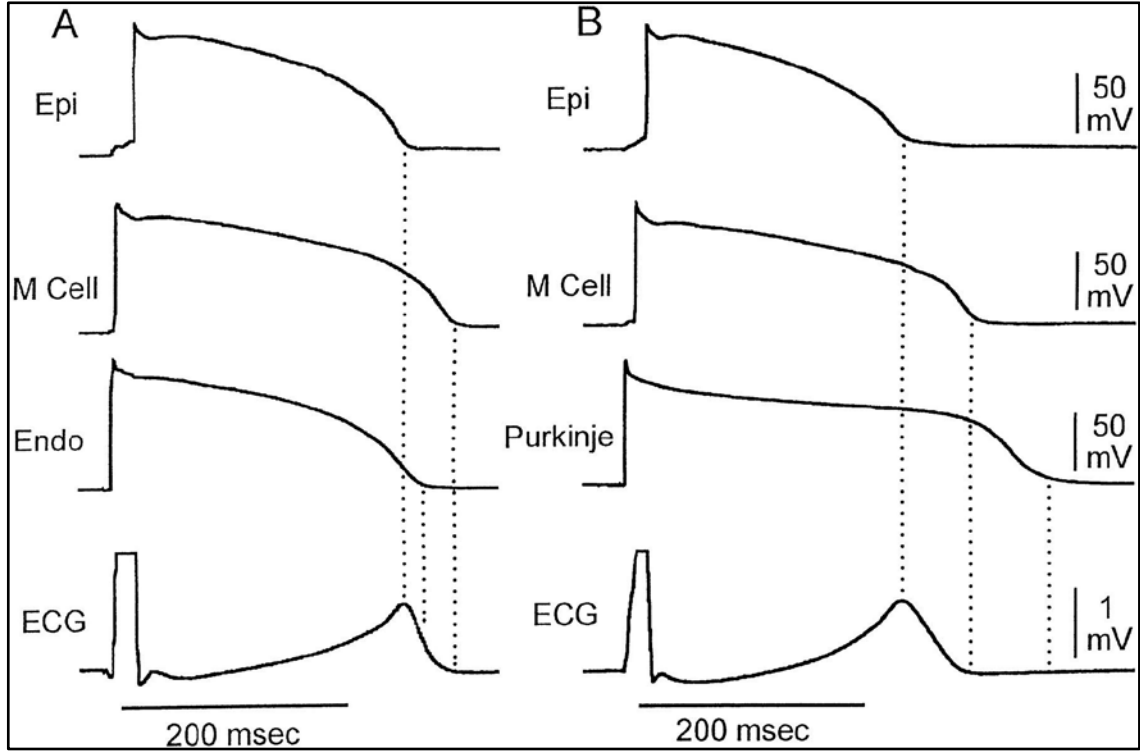 A
B
Epi
Epi
50
mV
M Cell
M Cell
50
mV
Endo
Purkinje
50
mV
ECG
ECG
1
mV
200 msec
200 msec